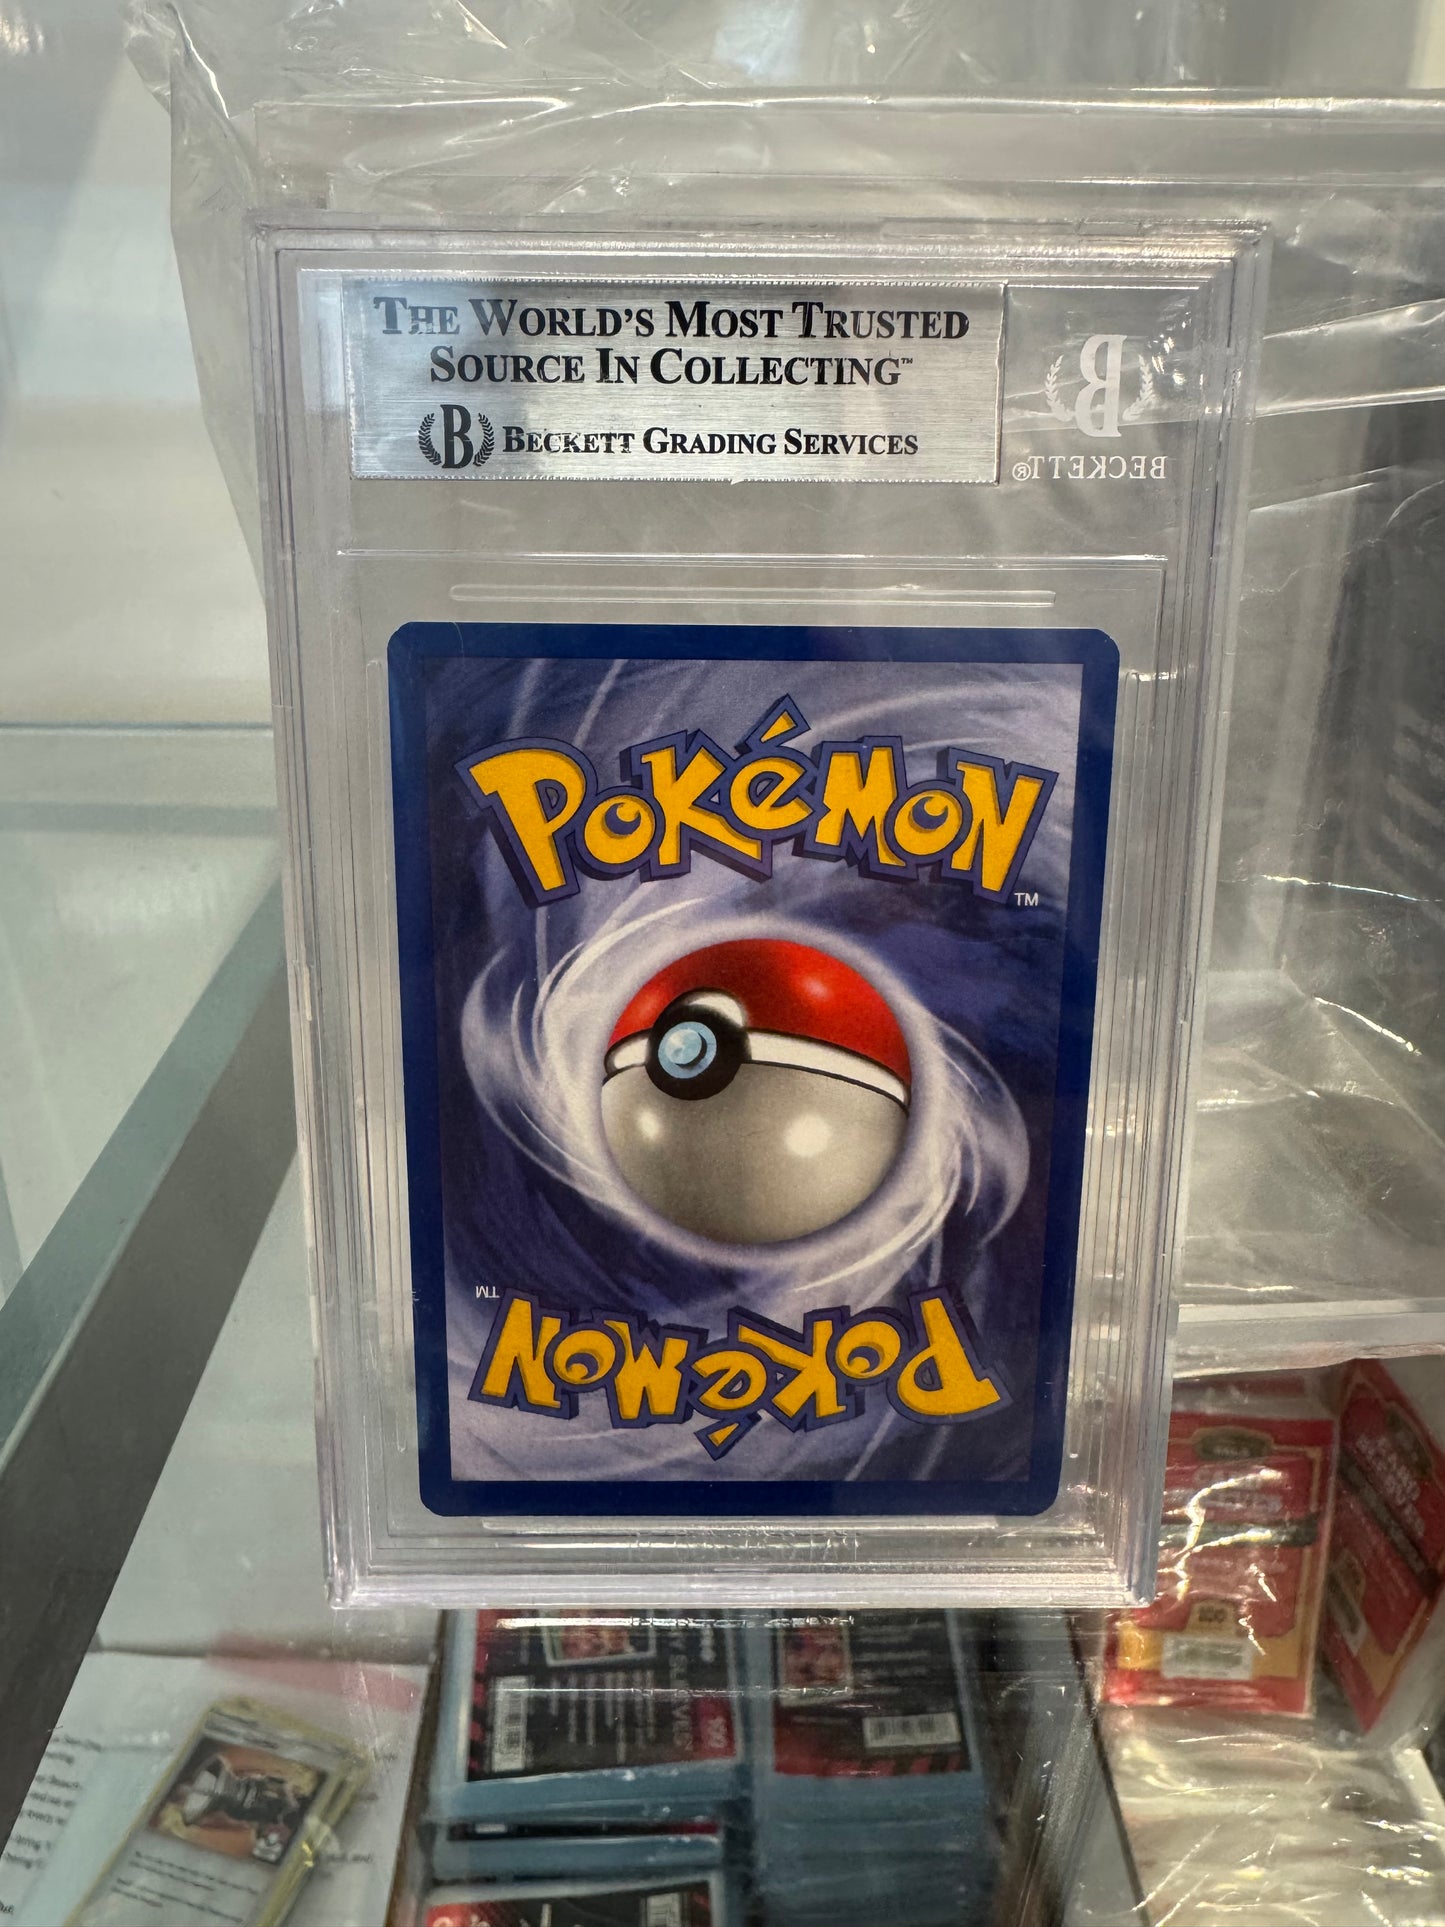 THE WORLD'S MOST TRUSTED
SOURCE IN COLLECTING™
B BECKETT GRADING SERVICES
B
BECKETT®
POKéMON
TM
TM
POKéMON